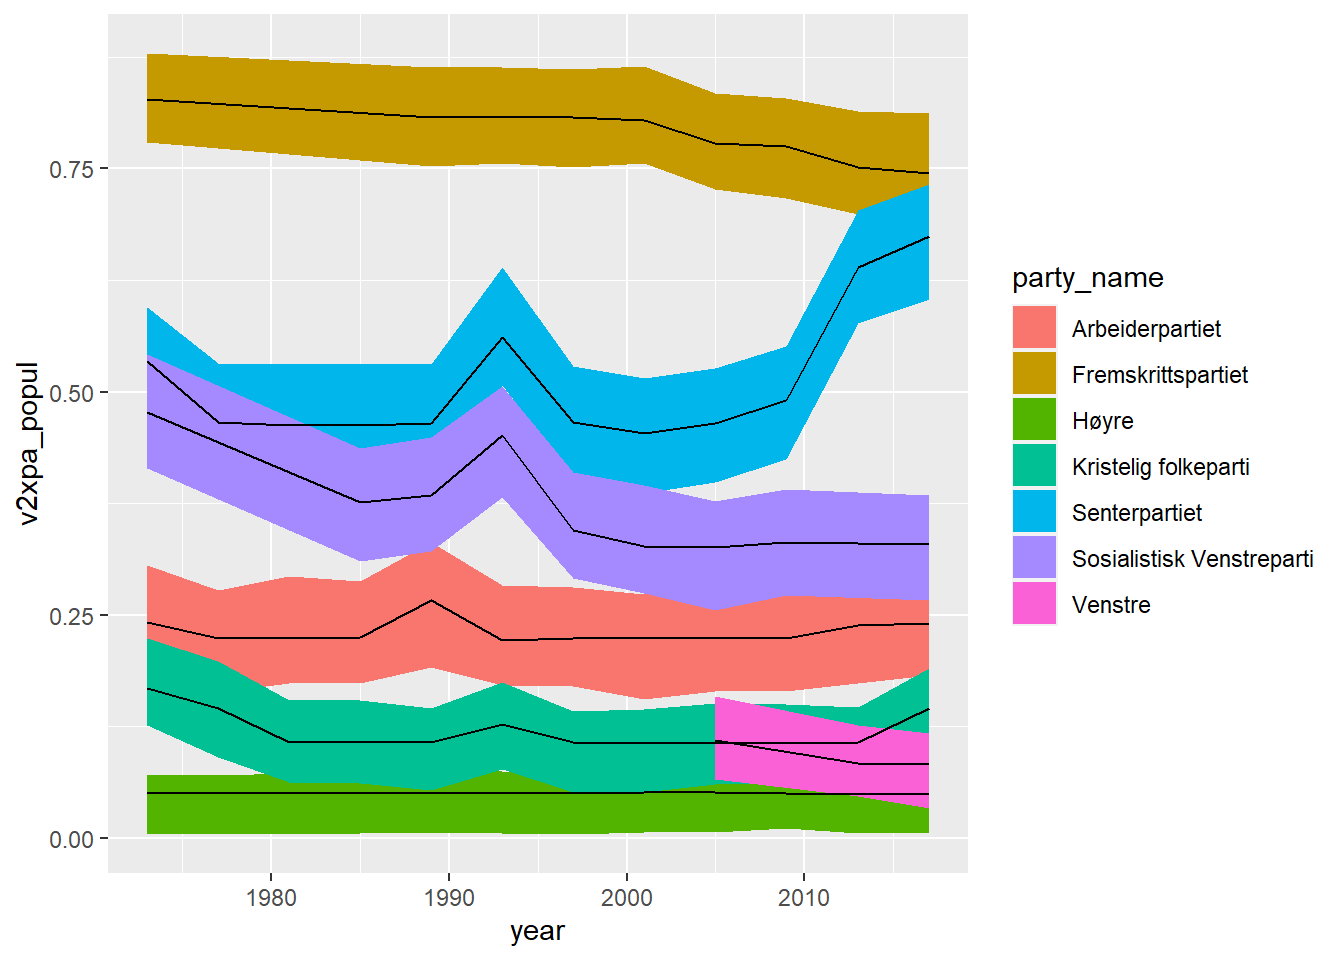 0.75
0.50
0.25
0.00
v2xpa_popul
1980 1990 2000 2010
year
party_name
Arbeiderpartiet
Fremskrittspartiet
Høyre
Kristelig folkeparti
Senterpartiet
Sosialistisk Venstreparti
Venstre